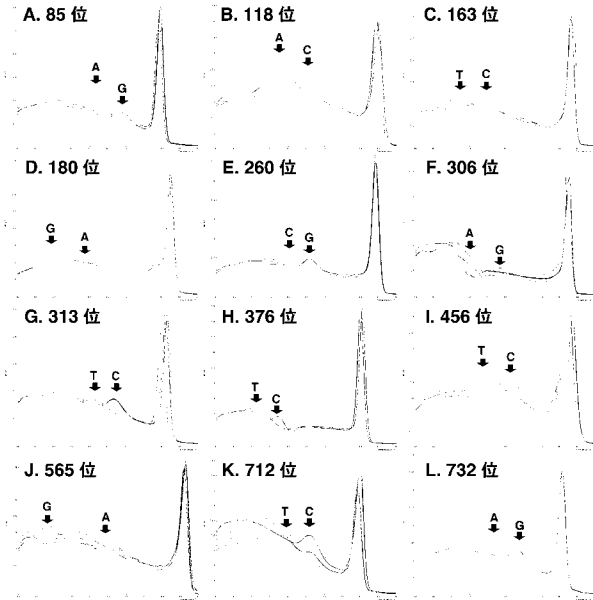 A. 85 位
A
G
B. 118 位
A
C
C. 163 位
T
C
D. 180 位
G
A
E. 260 位
C
G
F. 306 位
A
G
G. 313 位
T
C
H. 376 位
T
C
I. 456 位
T
C
J. 565 位
G
A
K. 712 位
T
C
L. 732 位
A
G